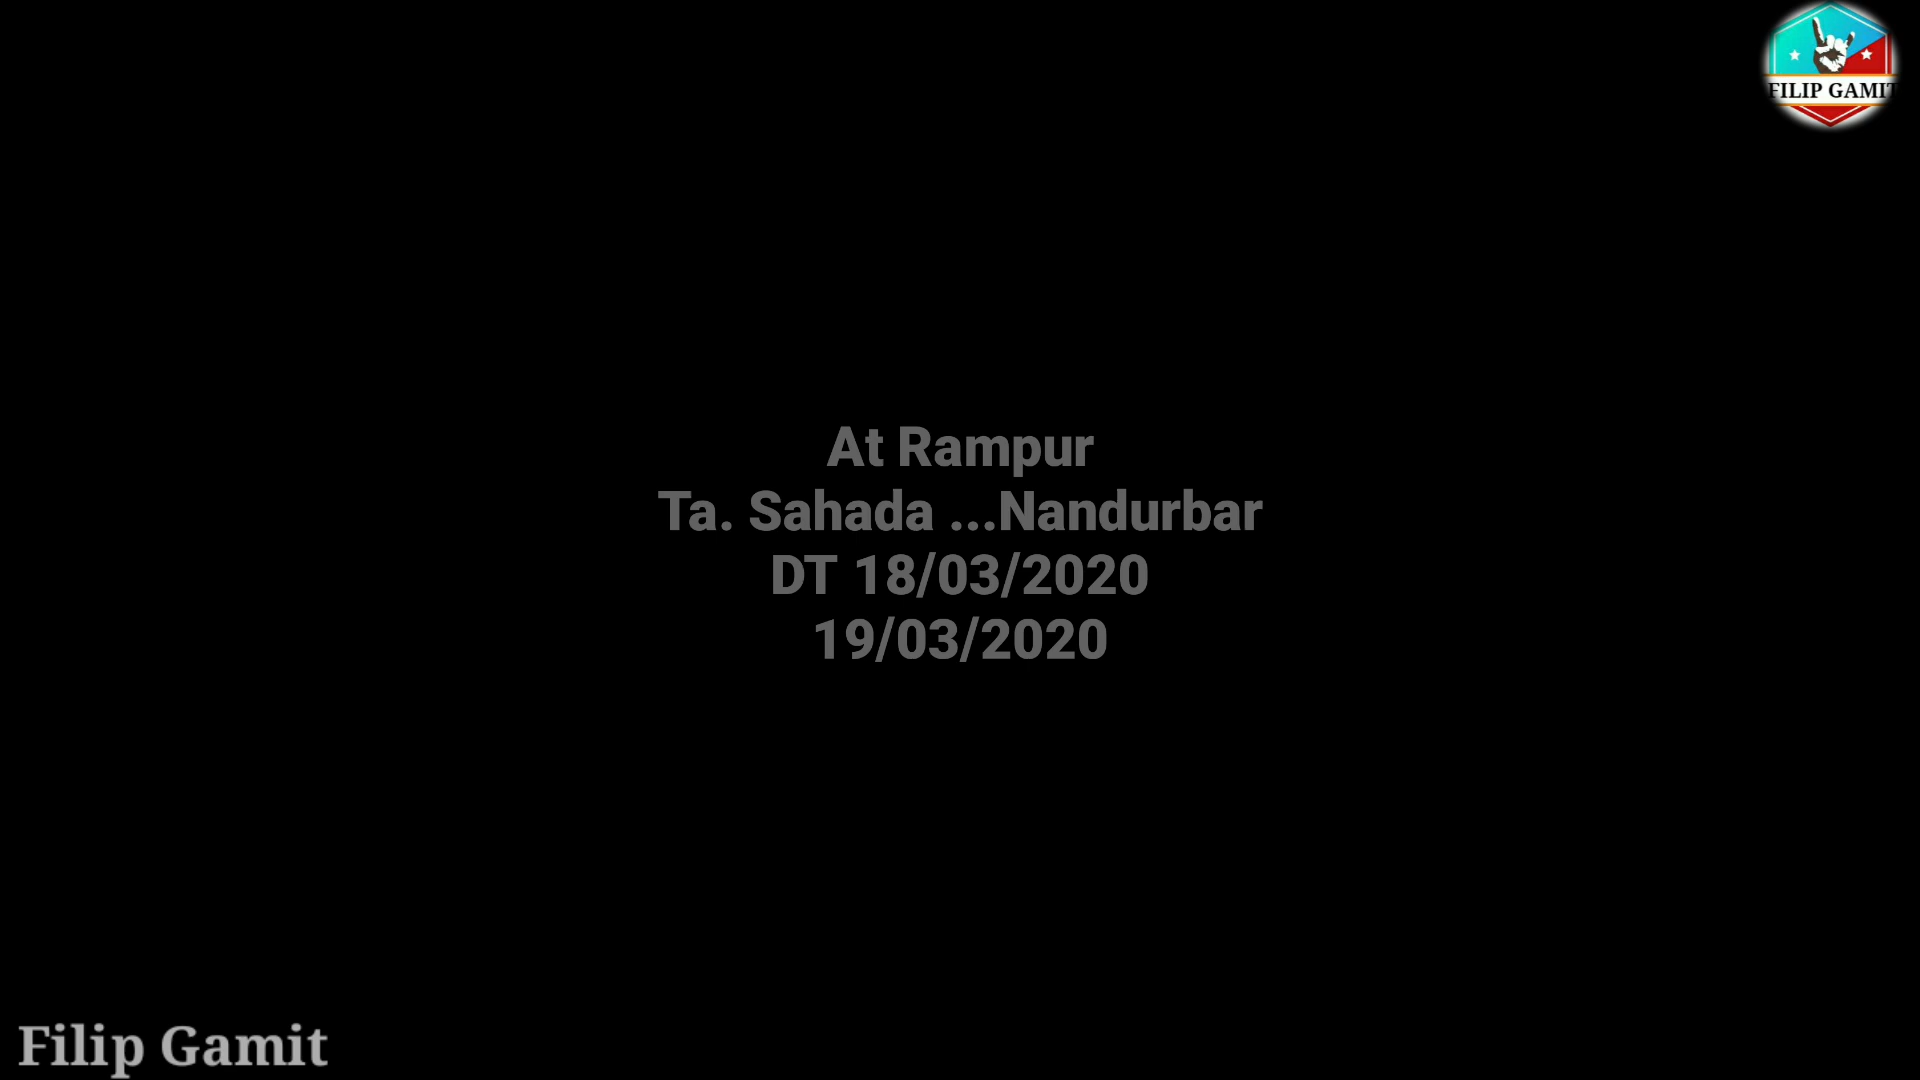 FILIP GAMIT
At Rampur
Ta. Sahada ...Nandurbar
DT 18/03/2020
19/03/2020
Filip Gamit